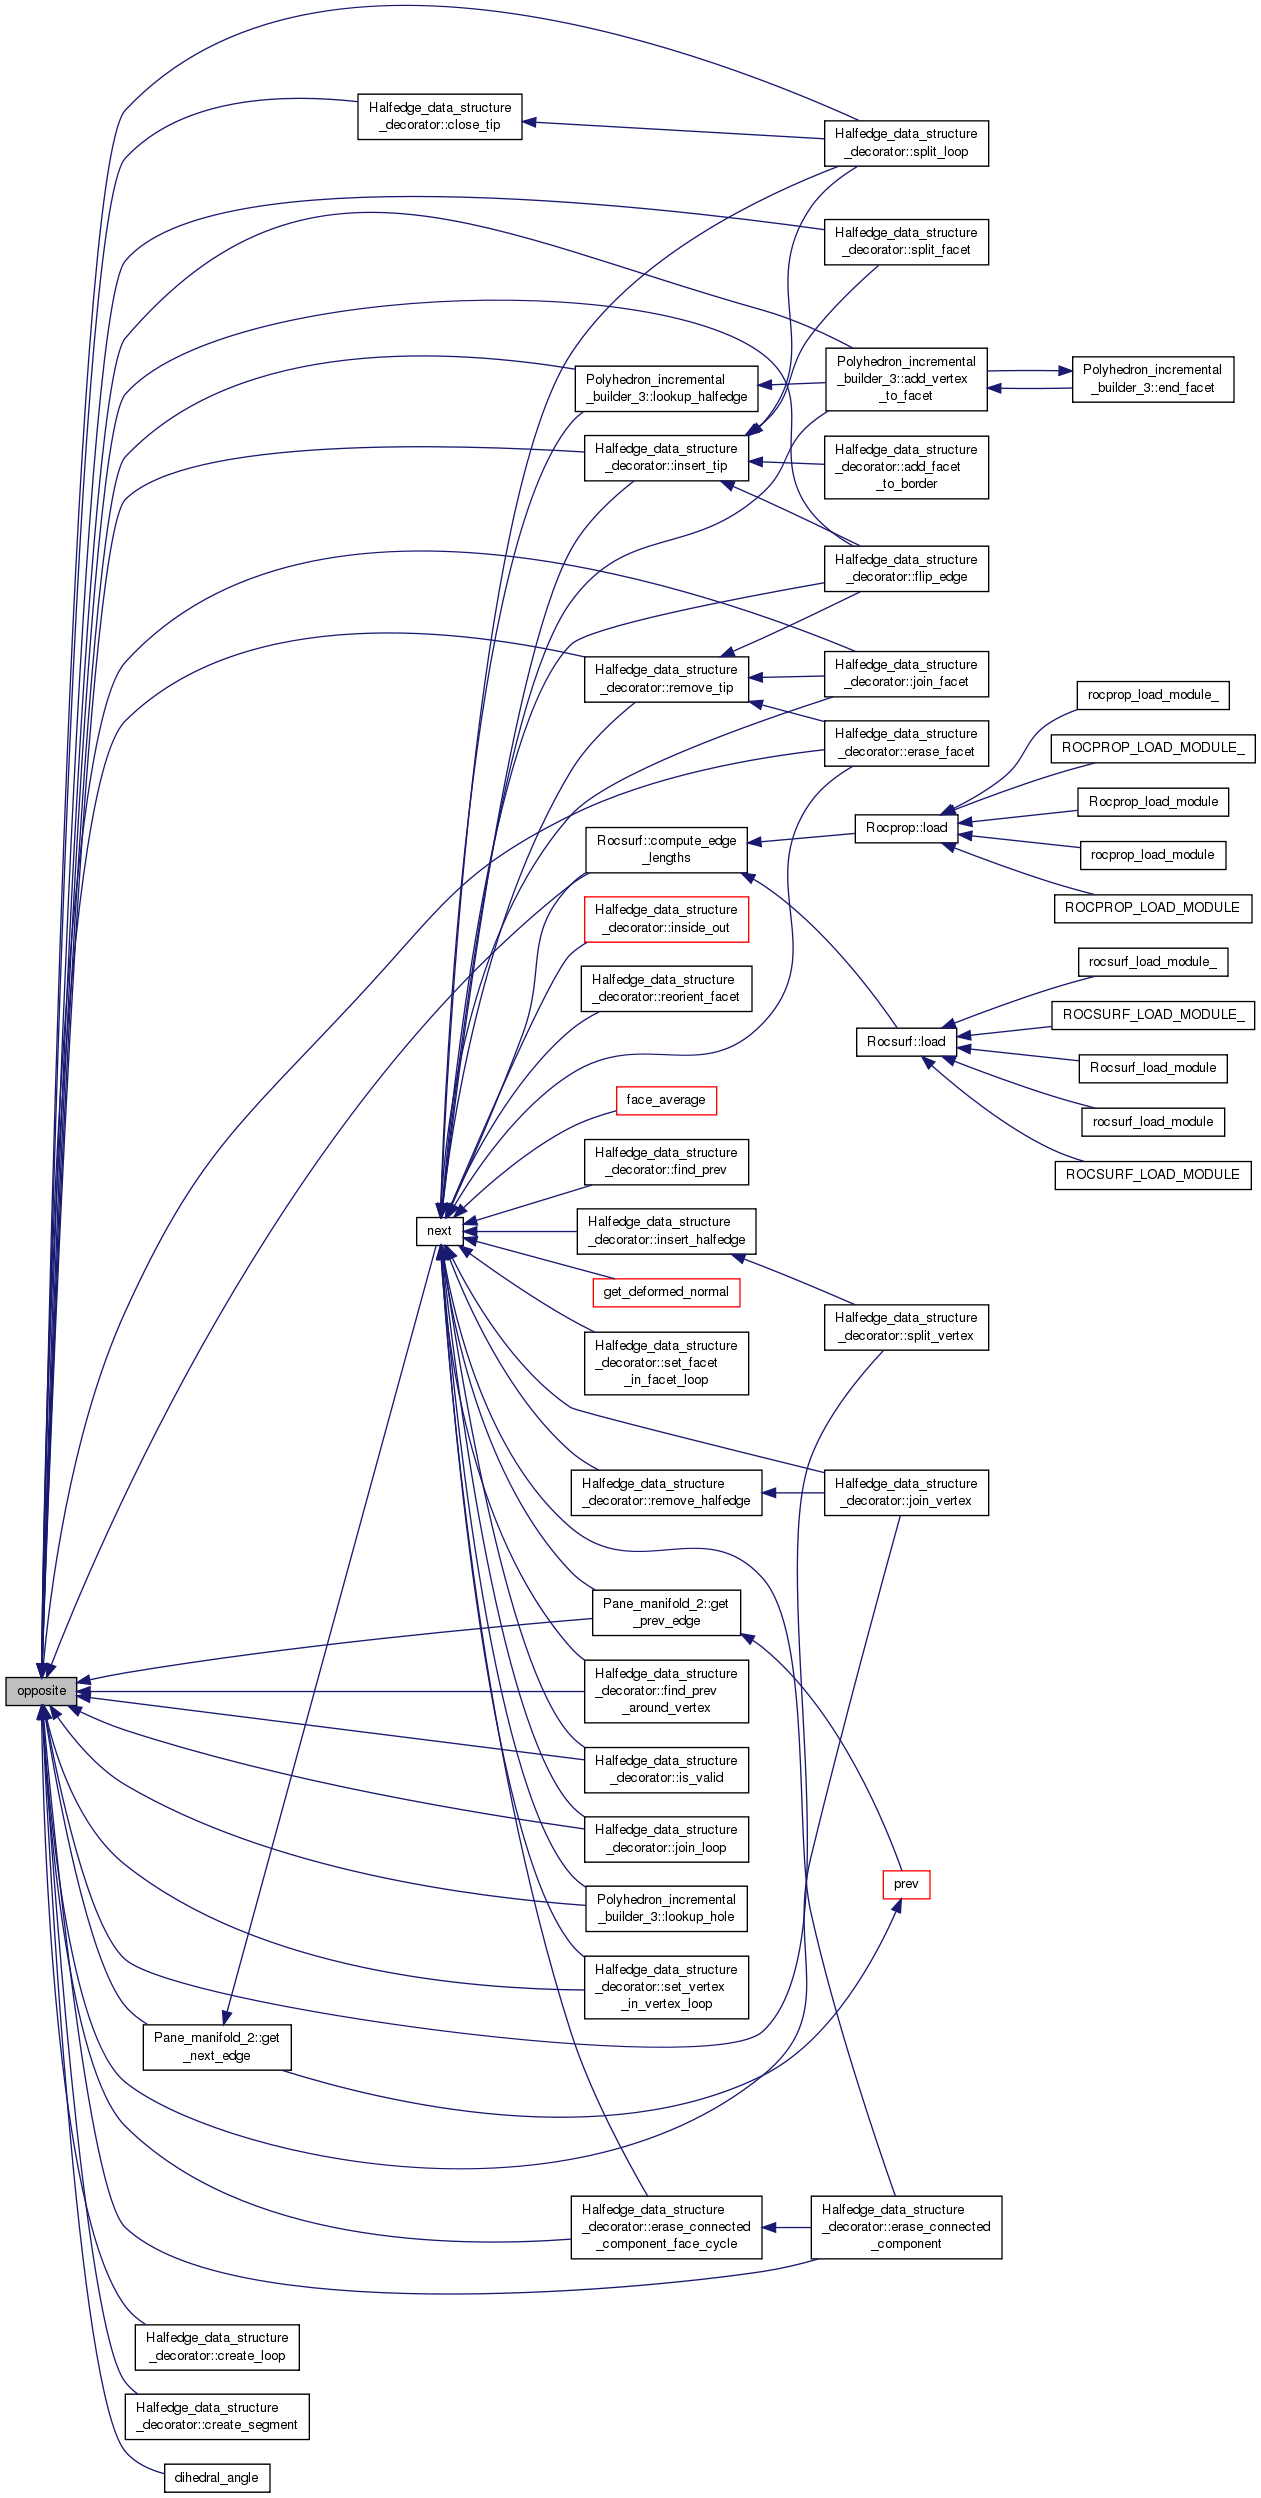 Halfedge_data_structure
_decorator::close_tip
Halfedge_data_structure
_decorator::split_loop
Halfedge_data_structure
_decorator::split_facet
Polyhedron_incremental
_builder_3::add_vertex
_to_facet
Polyhedron_incremental
_builder_3::end_facet
Polyhedron_incremental
_builder_3::lookup_halfedge
Halfedge_data_structure
_decorator::insert_tip
Halfedge_data_structure
_decorator::add_facet
_to_border
Halfedge_data_structure
_decorator::flip_edge
Halfedge_data_structure
_decorator::remove_tip
Halfedge_data_structure
_decorator::join_facet
rocprop_load_module_
Halfedge_data_structure
_decorator::erase_facet
ROCPROP_LOAD_MODULE_
Rocprop_load_module
Rocprop::load
Rocsurf::compute_edge
_lengths
rocprop_load_module
ROCPROP_LOAD_MODULE
Halfedge_data_structure
_decorator::inside_out
rocsurf_load_module_
Halfedge_data_structure
_decorator::reorient_facet
ROCSURF_LOAD_MODULE_
Rocsurf::load
Rocsurf_load_module
face_average
rocsurf_load_module
Halfedge_data_structure
_decorator::find_prev
ROCSURF_LOAD_MODULE
next
Halfedge_data_structure
_decorator::insert_halfedge
get_deformed_normal
Halfedge_data_structure
_decorator::split_vertex
Halfedge_data_structure
_decorator::set_facet
_in_facet_loop
Halfedge_data_structure
_decorator::remove_halfedge
Halfedge_data_structure
_decorator::join_vertex
Pane_manifold_2::get
_prev_edge
opposite
Halfedge_data_structure
_decorator::find_prev
_around_vertex
Halfedge_data_structure
_decorator::is_valid
Halfedge_data_structure
_decorator::join_loop
prev
Polyhedron_incremental
_builder_3::lookup_hole
Halfedge_data_structure
_decorator::set_vertex
_in_vertex_loop
Pane_manifold_2::get
_next_edge
Halfedge_data_structure
_decorator::erase_connected
_component_face_cycle
Halfedge_data_structure
_decorator::erase_connected
_component
Halfedge_data_structure
_decorator::create_loop
Halfedge_data_structure
_decorator::create_segment
dihedral_angle